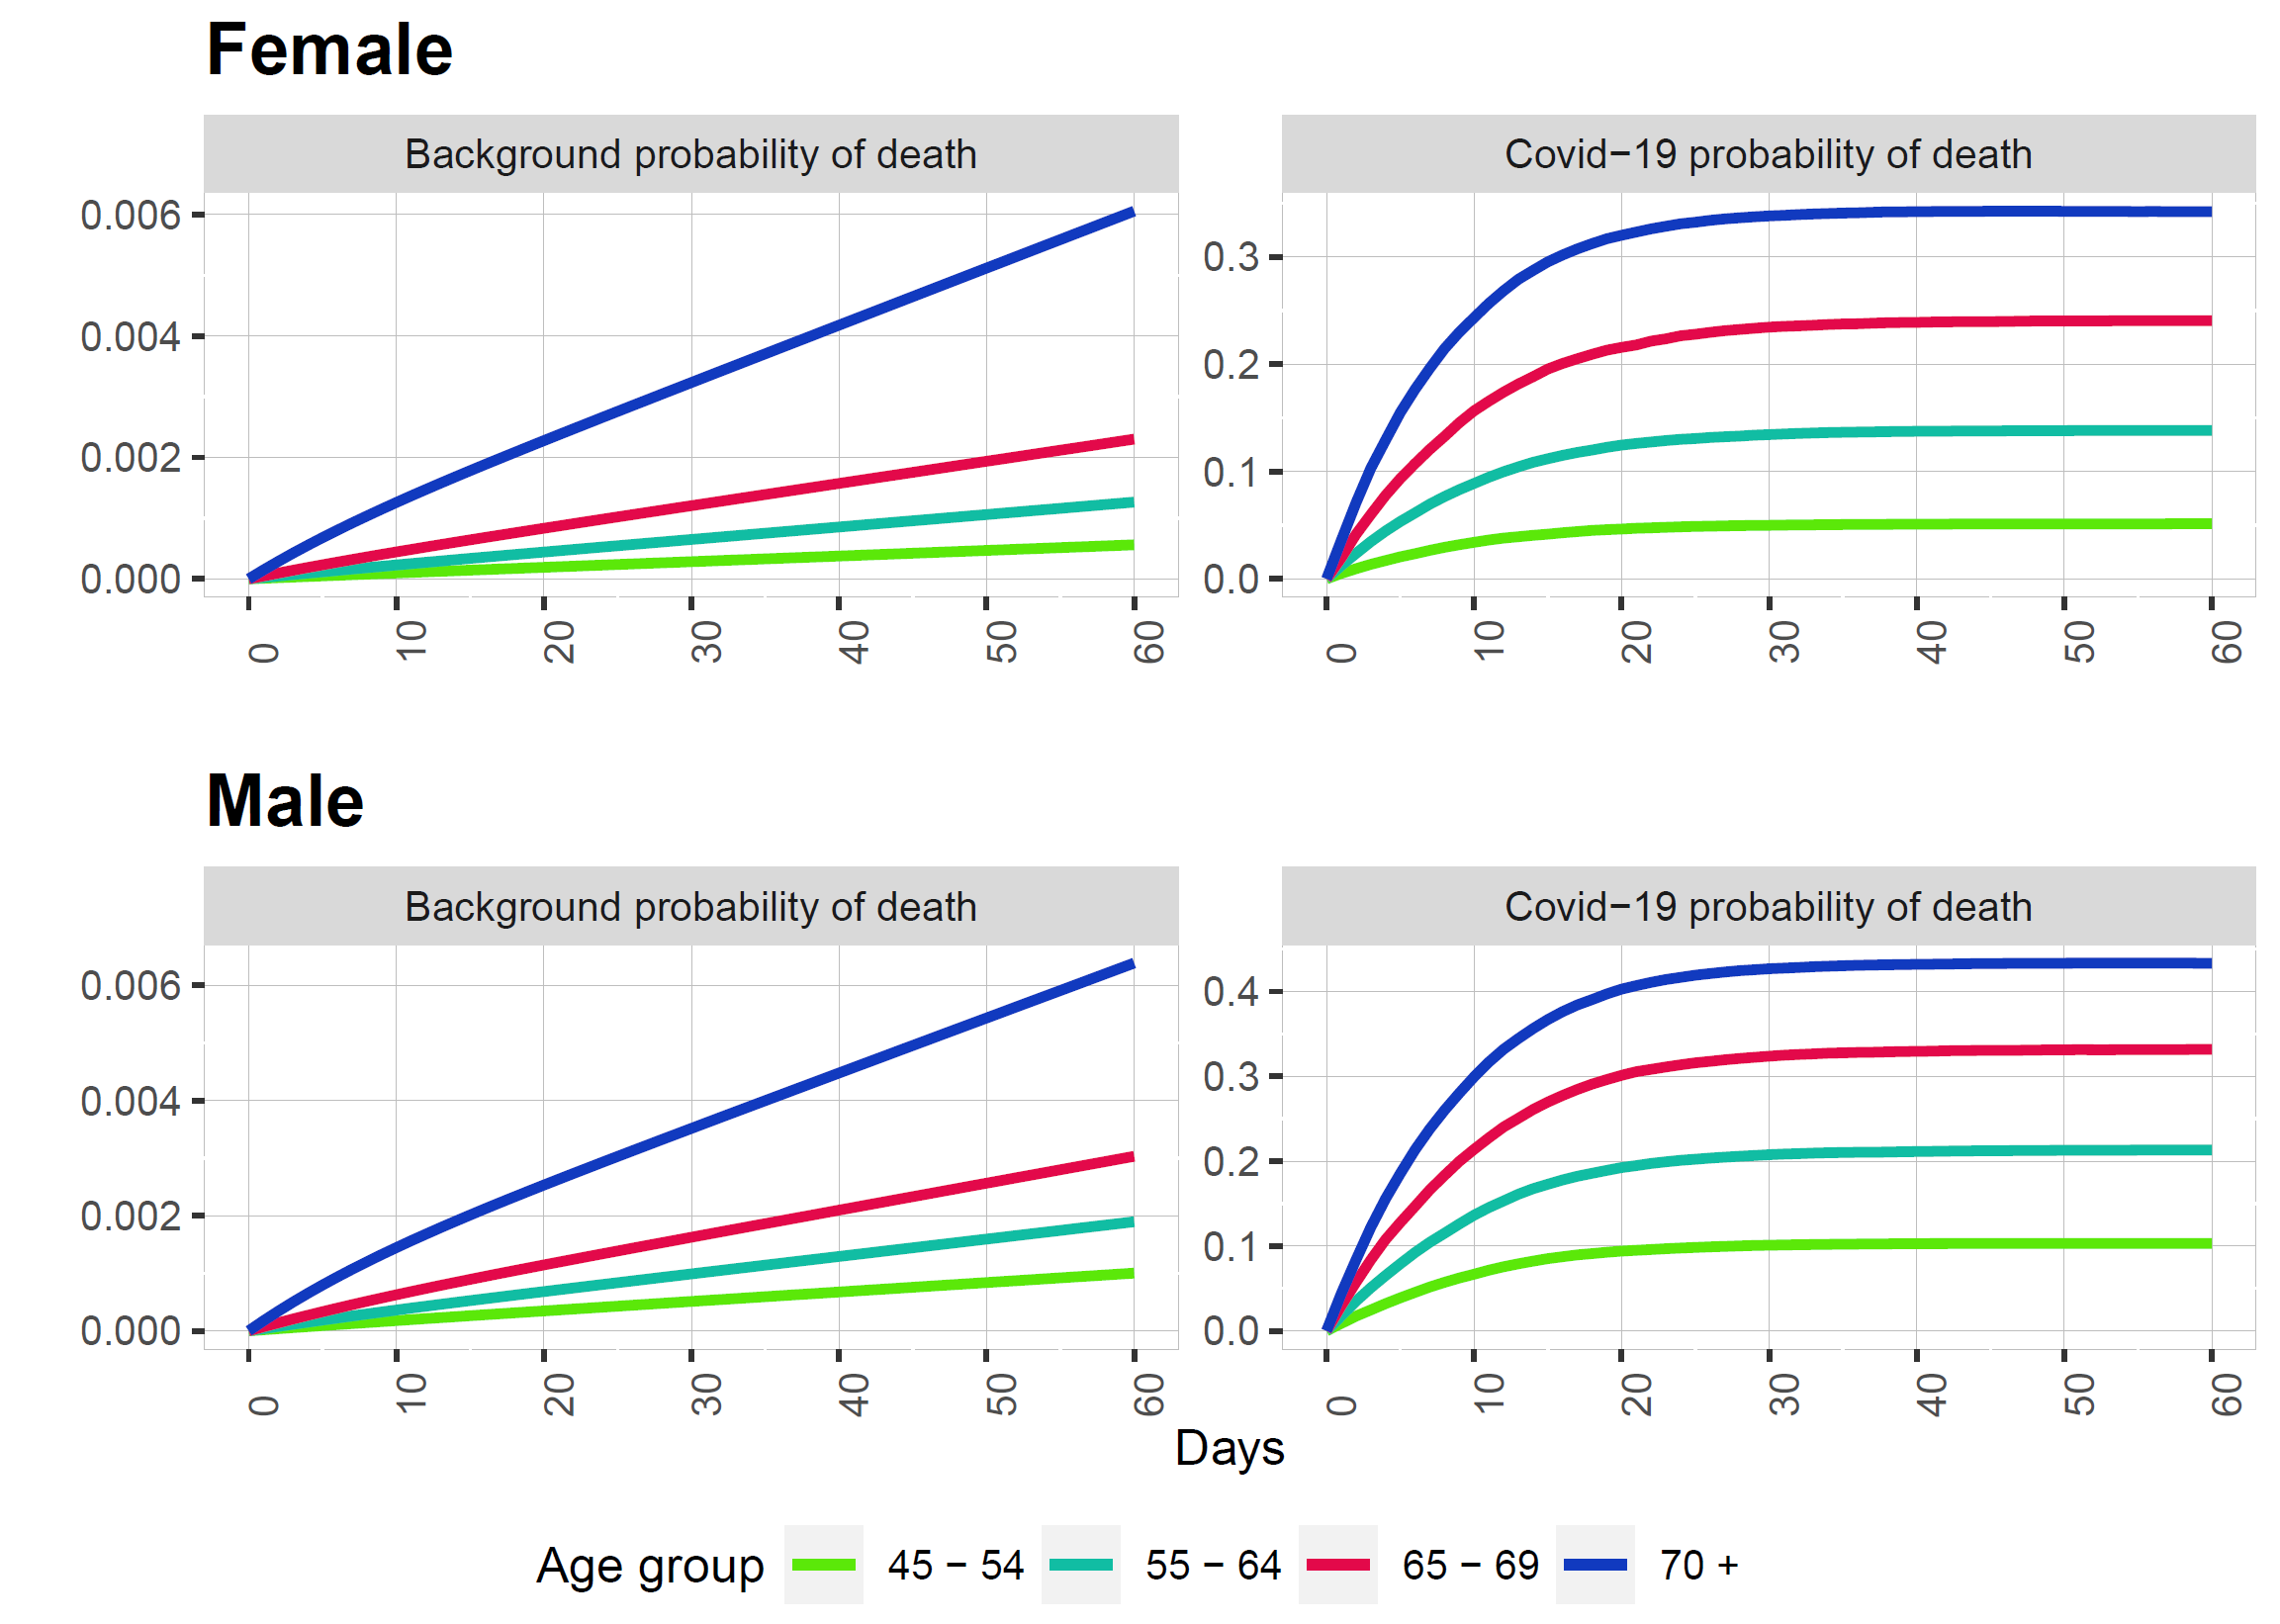 Female
Background probability of death
Covid−19 probability of death
0.006
0.004
0.002
0.000
0.3
0.2
0.1
0.0
0 10 20 30 40 50 60
0 10 20 30 40 50 60
Male
Background probability of death
Covid−19 probability of death
0.006
0.004
0.002
0.000
0.4
0.3
0.2
0.1
0.0
0 10 20 30 40 50 60
0 10 20 30 40 50 60
Days
Age group 45 − 54 55 − 64 65 − 69 70 +